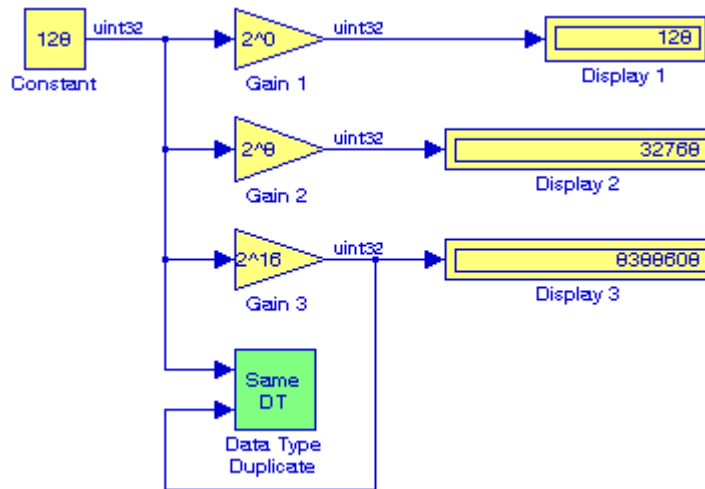 128
uint32
Constant
2^0
uint32
Gain 1
128
Display 1
2^8
uint32
Gain 2
32768
Display 2
2^16
uint32
Gain 3
8388608
Display 3
Same
DT
Data Type
Duplicate